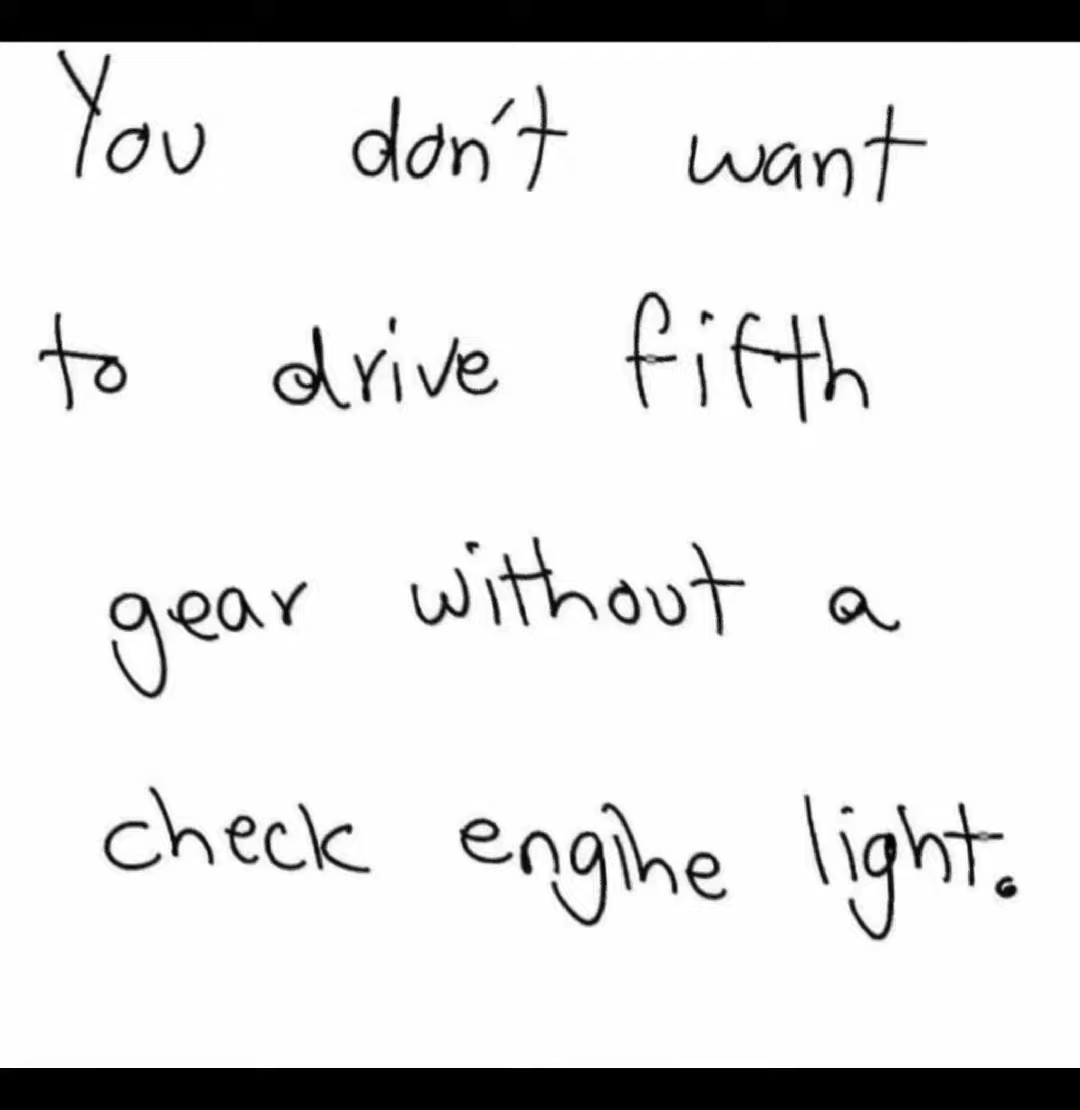 You don't want
to drive fifth
gear without a
check engine light.